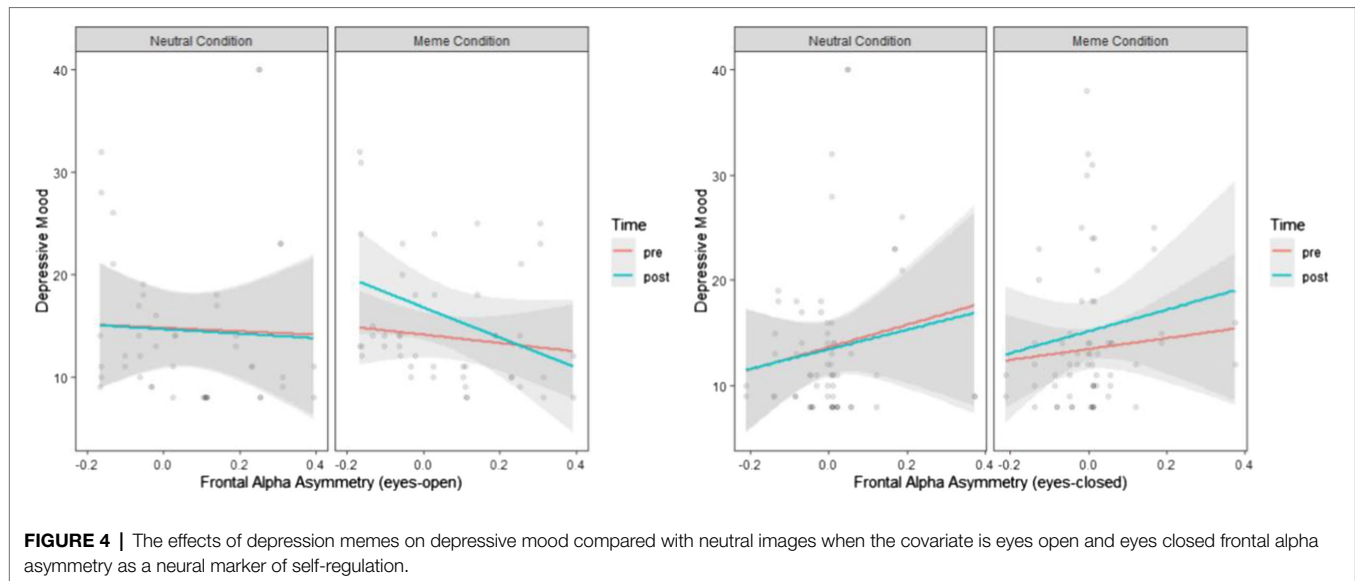 Neutral Condition
Meme Condition
40
30
20
10
Depressive Mood
-0.2
0.0
0.2
0.4
-0.2
0.0
0.2
0.4
Frontal Alpha Asymmetry (eyes-open)
Time
pre
post
Neutral Condition
Meme Condition
40
30
20
10
Depressive Mood
-0.2
0.0
0.2
0.4
-0.2
0.0
0.2
0.4
Frontal Alpha Asymmetry (eyes-closed)
Time
pre
post
FIGURE 4 | The effects of depression memes on depressive mood compared with neutral images when the covariate is eyes open and eyes closed frontal alpha
asymmetry as a neural marker of self-regulation.